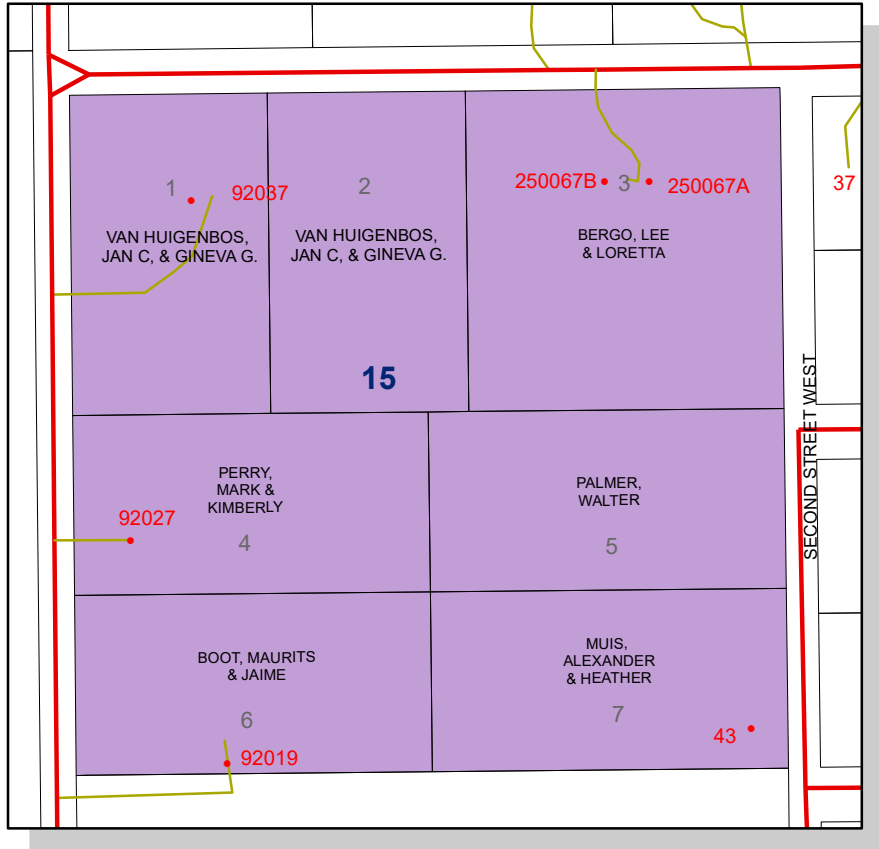 1
92037
VAN HUIGENBOS,
JAN C, & GINEVA G.
2
VAN HUIGENBOS,
JAN C, & GINEVA G.
250067B
3
250067A
BERGO, LEE
& LORETTA
37
15
SECOND STREET WEST
PERRY,
MARK &
KIMBERLY
92027
4
PALMER,
WALTER
5
BOOT, MAURITS
& JAIME
6
92019
MUIS,
ALEXANDER
& HEATHER
7
43